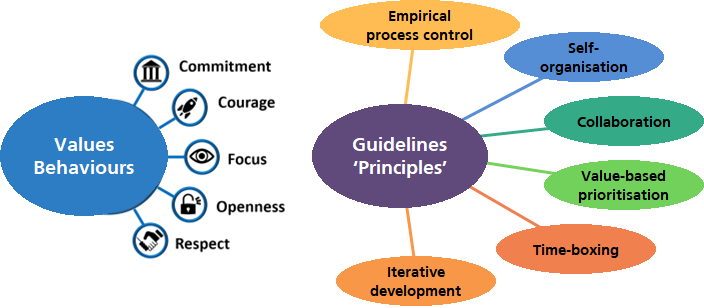 Values
Behaviours
Commitment
Courage
Focus
Openness
Respect
Guidelines
‘Principles’
Empirical
process control
Self-
organisation
Collaboration
Value-based
prioritisation
Time-boxing
Iterative
development